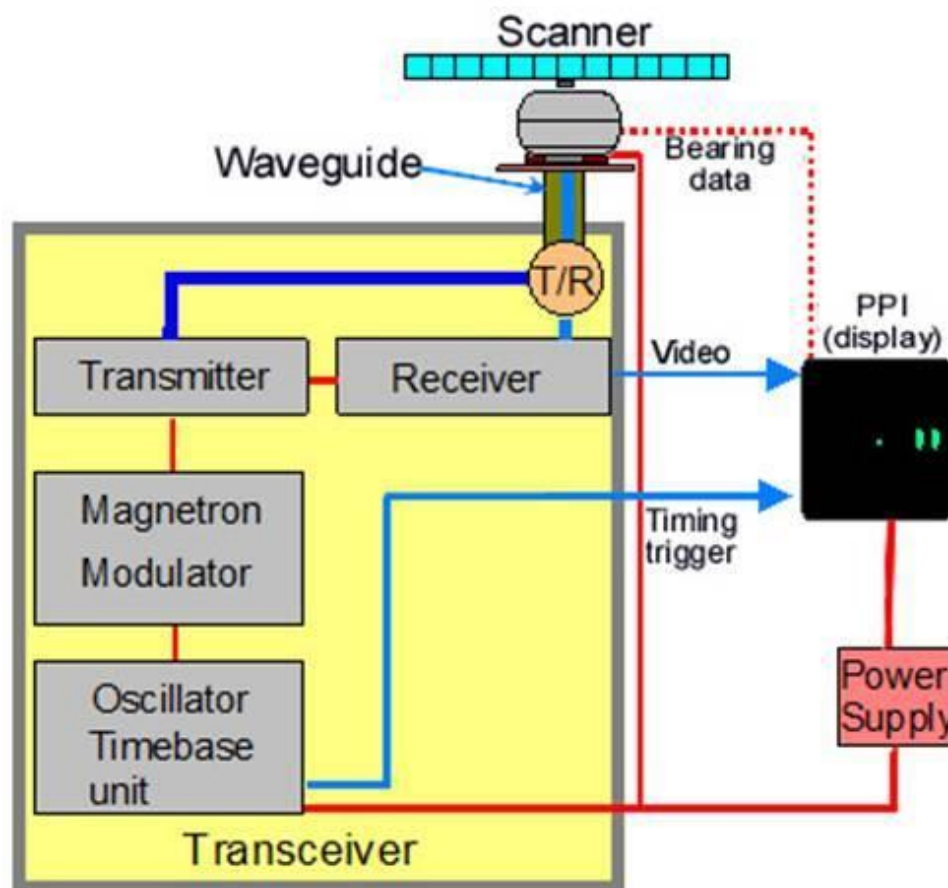 Scanner
Waveguide
Bearing
data
T/R
PPI
(display)
Transmitter
Receiver
Video
Magnetron
Modulator
Timing
trigger
Oscillator
Timebase
unit
Power
Supply
Transceiver